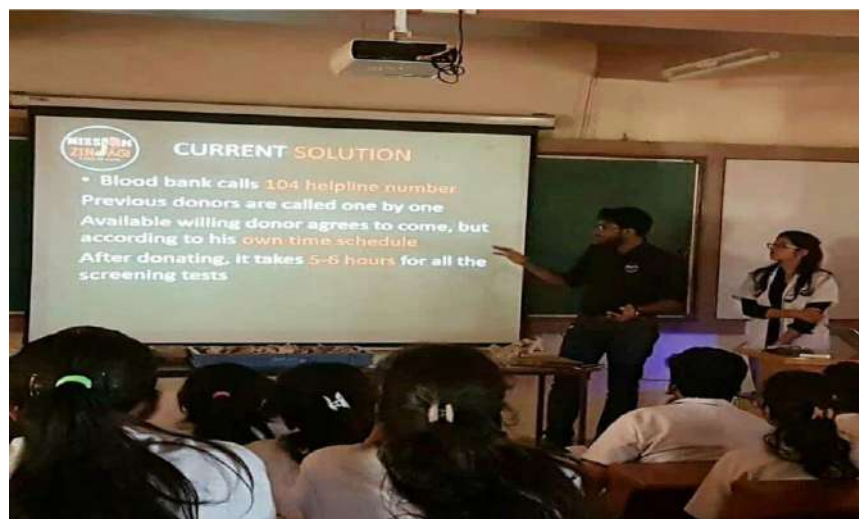 MISSION
CURRENT SOLUTION
• Blood bank calls 104 helpline number
Previous donors are called one by one
Available willing donor agrees to come, but
according to his own time schedule
After donating, it takes 5-6 hours for all the
screening tests